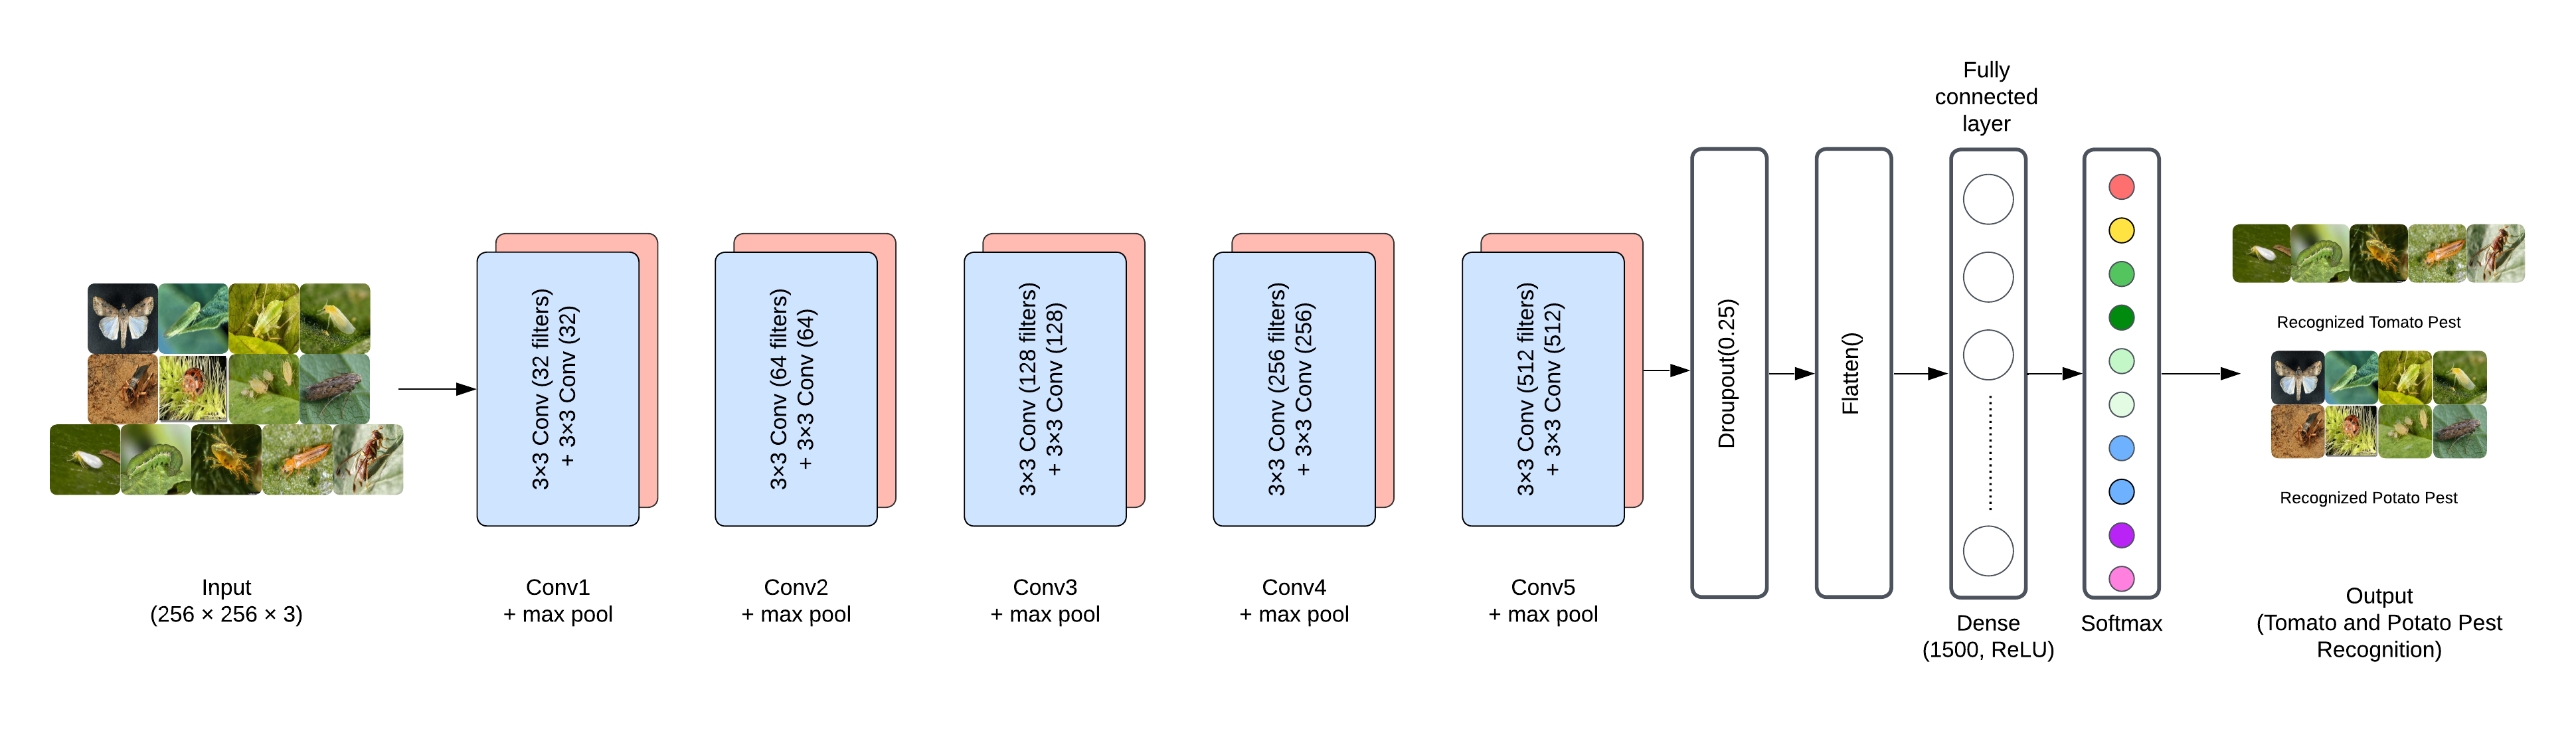 Fully
connected
layer
3×3 Conv (32 filters)
+ 3×3 Conv (32)
3×3 Conv (64 filters)
+ 3×3 Conv (64)
3×3 Conv (128 filters)
+ 3×3 Conv (128)
3×3 Conv (256 filters)
+ 3×3 Conv (256)
3×3 Conv (512 filters)
+ 3×3 Conv (512)
Droupout(0.25)
Flatten()
Recognized Tomato Pest
Recognized Potato Pest
Input
(256 × 256 × 3)
Conv1
+ max pool
Conv2
+ max pool
Conv3
+ max pool
Conv4
+ max pool
Conv5
+ max pool
Dense
(1500, ReLU)
Softmax
Output
(Tomato and Potato Pest
Recognition)